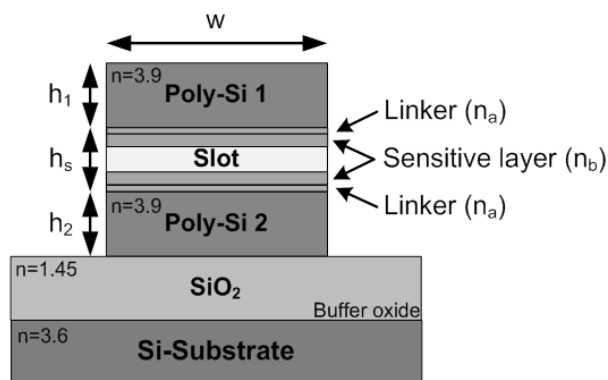 w
n=3.9
Poly-Si 1
h₁
Linker (nₐ)
Slot
hₛ
Sensitive layer (n_b)
Linker (nₐ)
n=3.9
Poly-Si 2
h₂
n=1.45
SiO₂
Buffer oxide
n=3.6
Si-Substrate